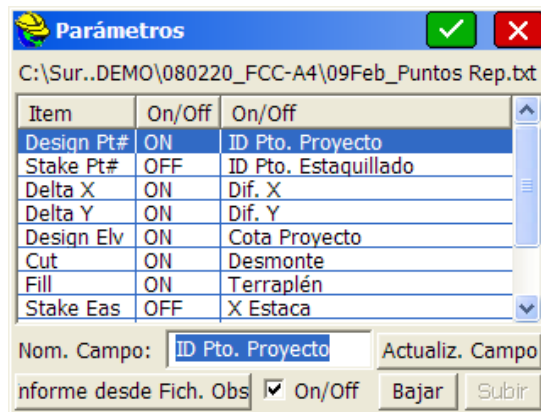 Parámetros
C:\Sur..DEMO\080220_FCC-A4\09Feb_Puntos Rep.txt
Item On/Off On/Off
Design Pt# ON ID Pto. Proyecto
Stake Pt# OFF ID Pto. Estaquillado
Delta X ON Dif. X
Delta Y ON Dif. Y
Design Elv ON Cota Proyecto
Cut ON Desmonte
Fill ON Terraplén
Stake Eas OFF X Estaca
Nom. Campo: ID Pto. Proyecto Actualiz. Campo
nforme desde Fich. Obs On/Off Bajar Subir